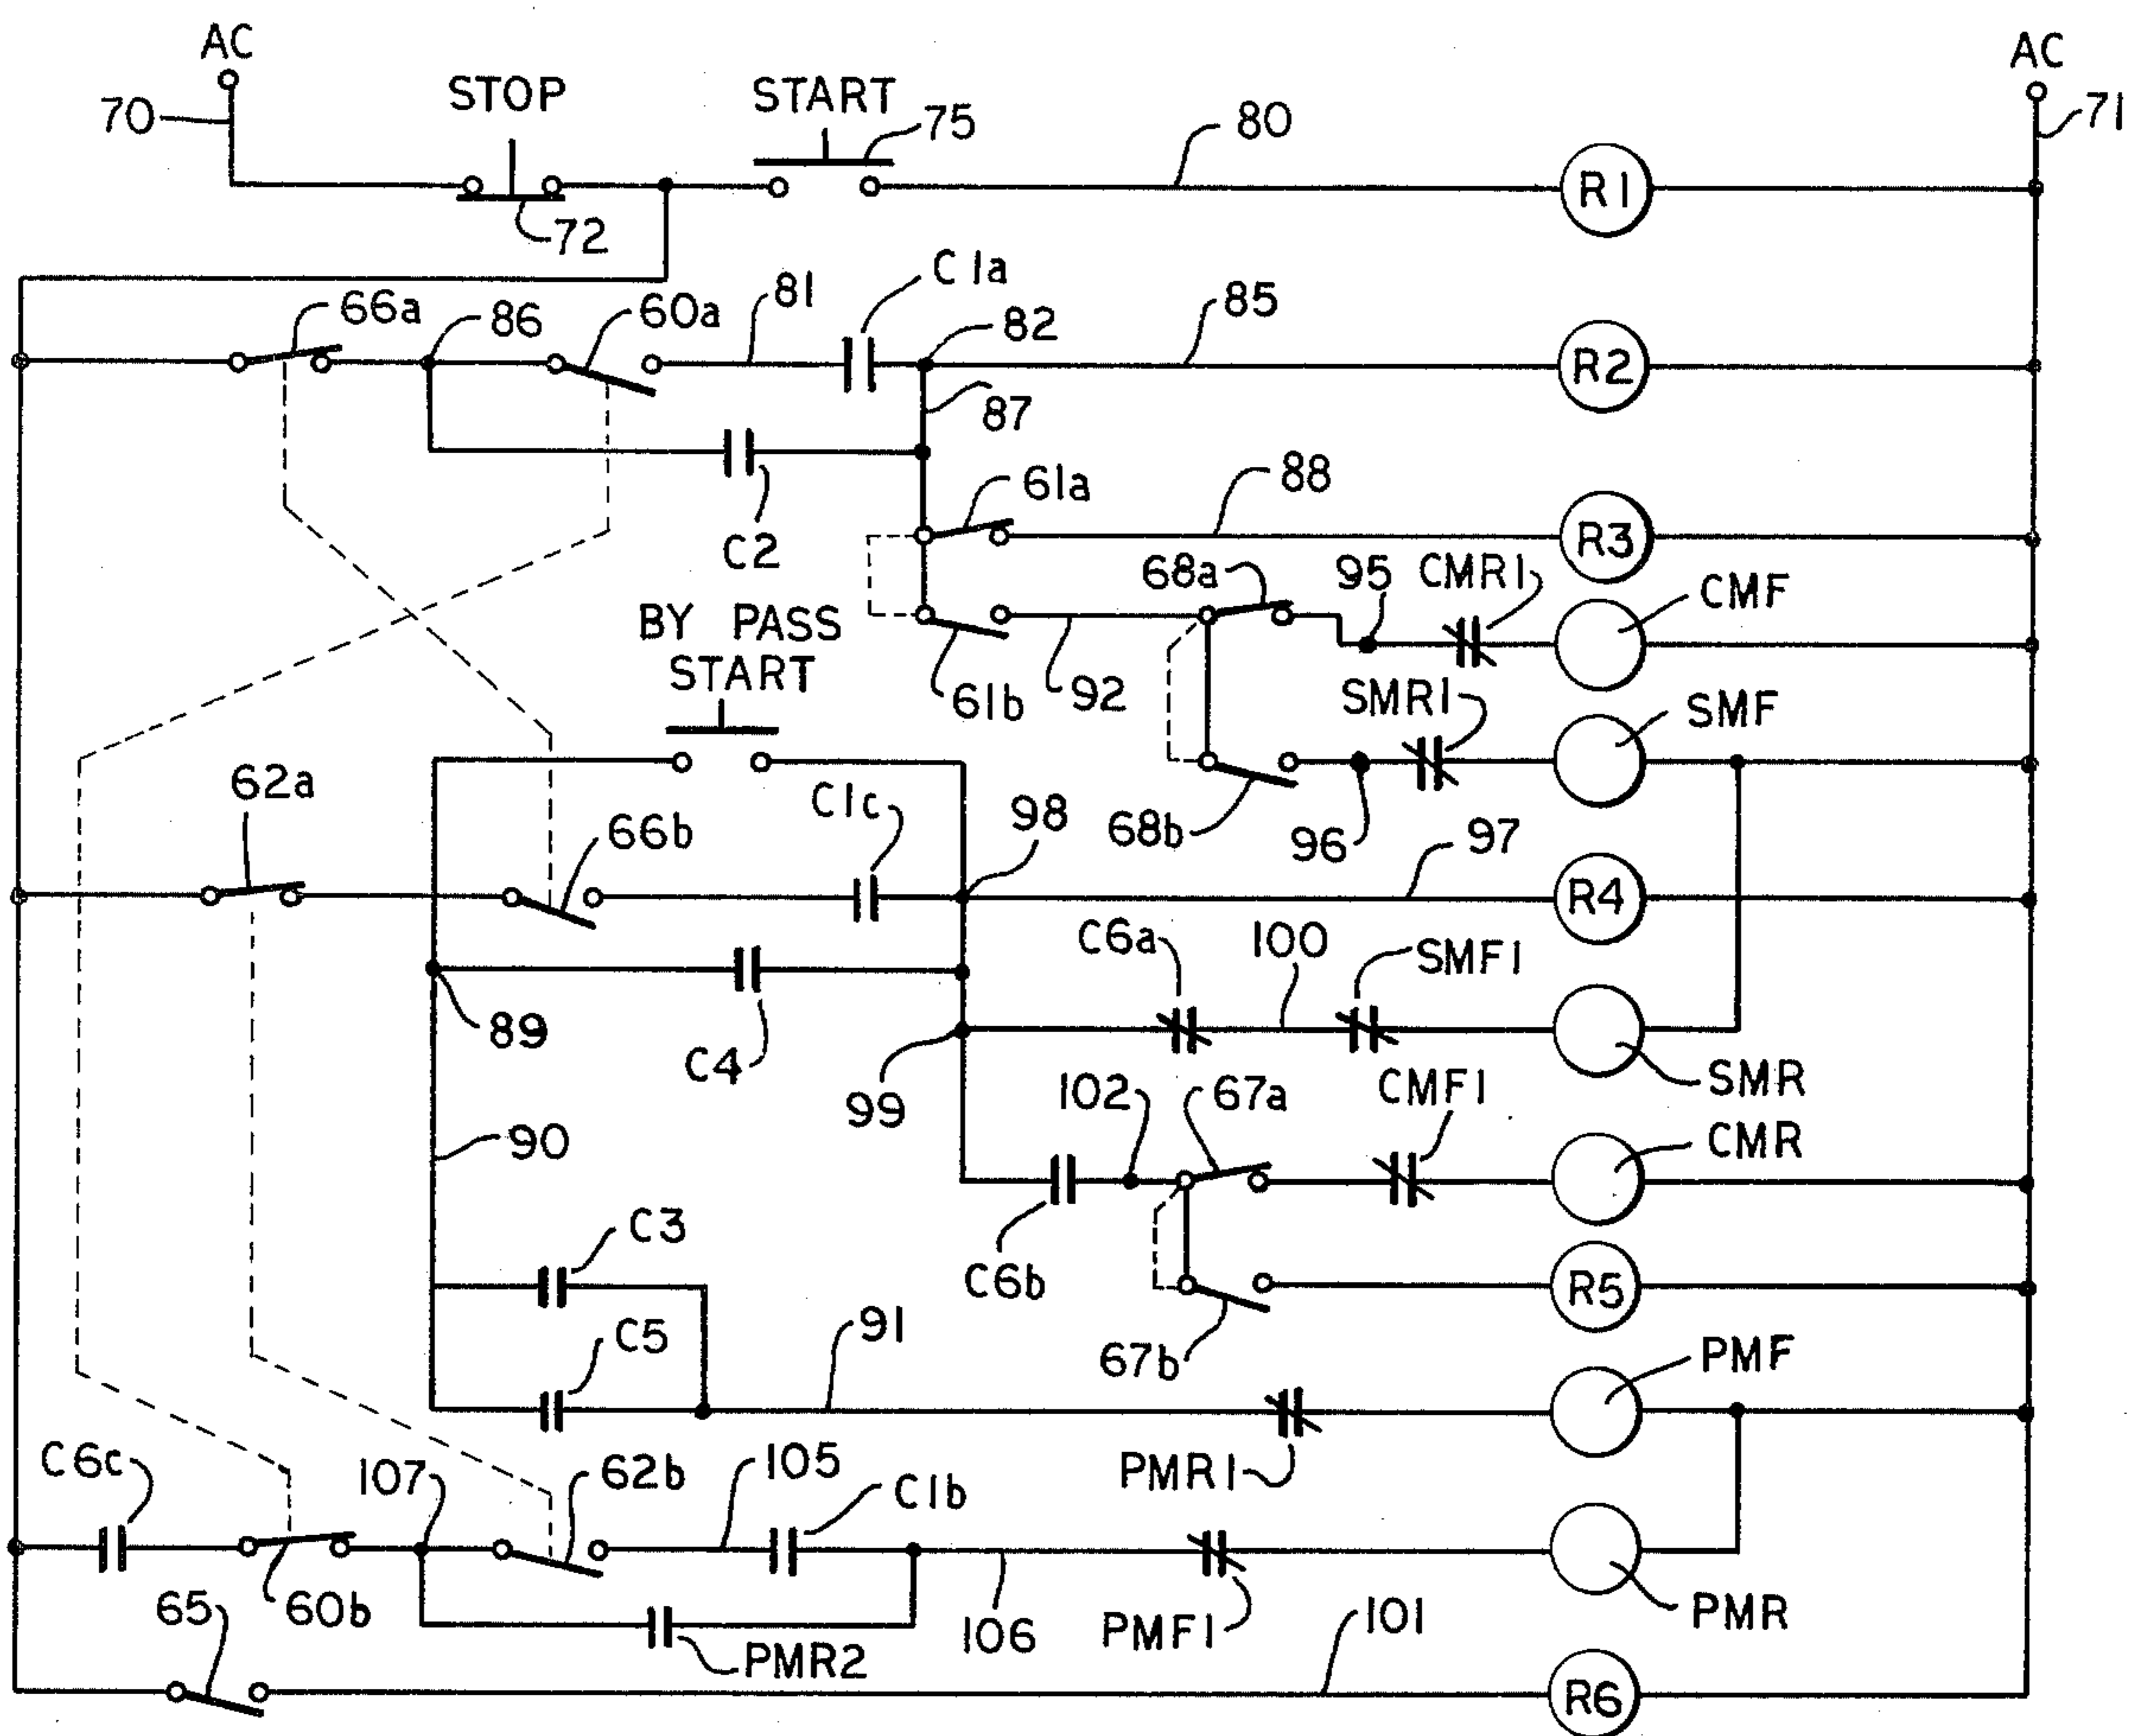 AC
AC
70
STOP
START
75
80
71
72
R1
66a
86
60a
81
C1a
82
85
R2
87
C2
61a
88
R3
BY PASS
START
61b
92
68a
95
CMR1
CMF
SMR1
SMF
62a
66b
C1c
98
68b
96
97
R4
89
C4
99
C6a
100
SMF1
SMR
90
102
67a
CMF1
CMR
C3
C6b
R5
C5
91
67b
PMF
C6c
107
62b
105
C1b
PMR1
60b
PMR2
106
PMF1
PMR
65
101
R6